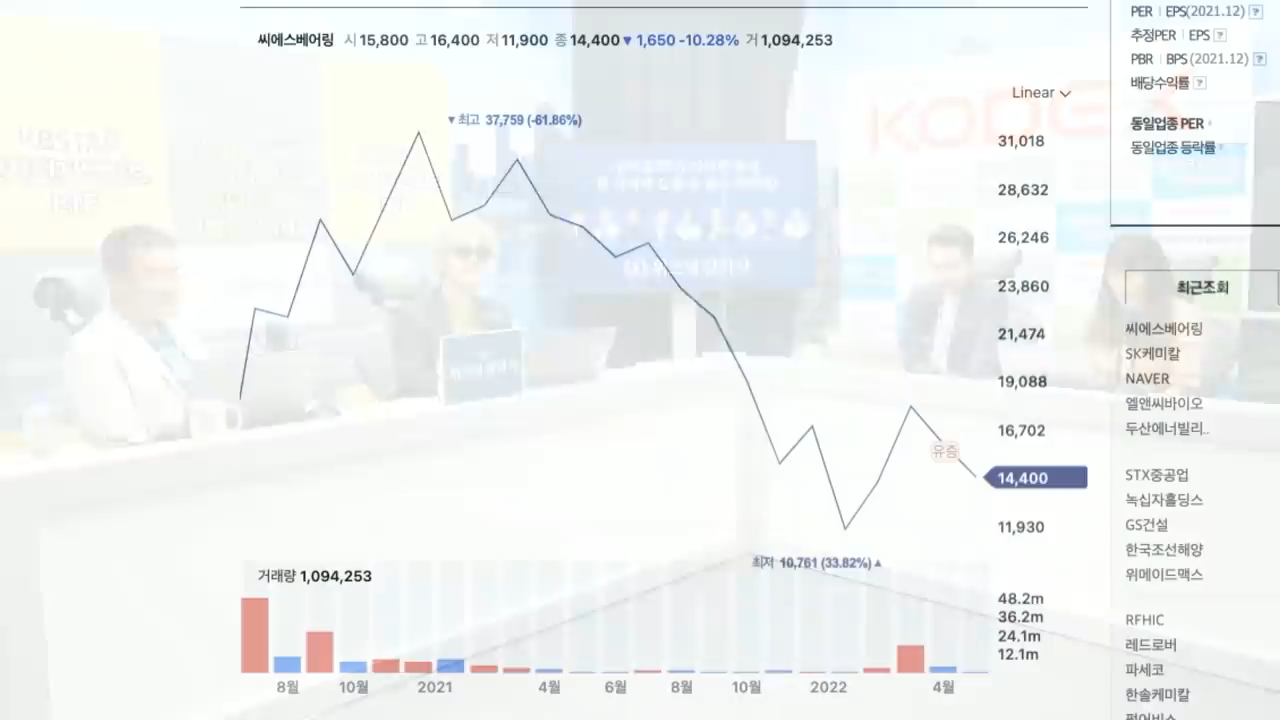 씨에스베어링 시15,800 고16,400 저11,900 종14,400▼1,650 -10.28% 거1,094,253
Linear
▼최고 37,759 (-61.86%)
31,018
28,632
26,246
23,860
21,474
19,088
16,702
유증
14,400
11,930
최저 10,761 (33.82%)▲
거래량 1,094,253
48.2m
36.2m
24.1m
12.1m
8월 10월 2021 4월 6월 8월 10월 2022 4월
PER | EPS(2021.12) ?
추정PER | EPS ?
PBR | BPS (2021.12) ?
배당수익률 ?
동일업종 PER
동일업종 등락률
최근조회
씨에스베어링
SK케미칼
NAVER
엘앤씨바이오
두산에너빌리..
STX중공업
녹십자홀딩스
GS건설
한국조선해양
위메이드맥스
RFHIC
레드로버
파세코
한솔케미칼
KBSTAR